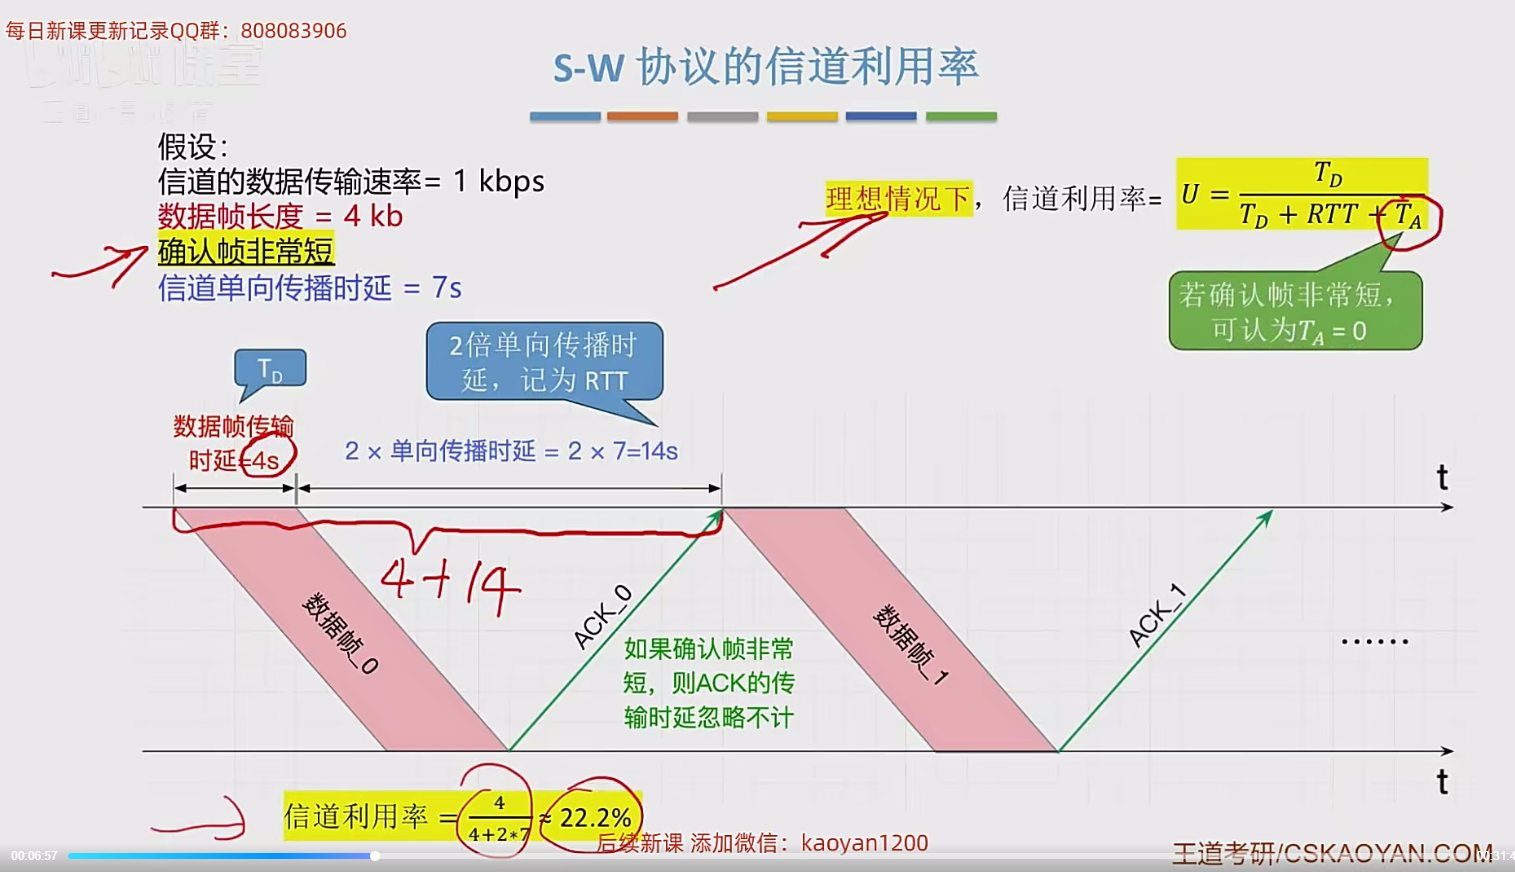 每日新课更新记录QQ群：808083906
S-W 协议的信道利用率
假设：
信道的数据传输速率= 1 kbps
数据帧长度 = 4 kb
确认帧非常短
信道单向传播时延 = 7s
理想情况下，信道利用率= U = T_D / (T_D + RTT + T_A)
若确认帧非常短，
可认为T_A = 0
T_D
2倍单向传播时
延，记为 RTT
数据帧传输
时延=4s
2 × 单向传播时延 = 2 × 7=14s
t
4+14
数据帧_0
ACK_0
如果确认帧非常
短，则ACK的传
输时延忽略不计
数据帧_1
ACK_1
……
t
信道利用率 = 4/(4+2*7) ≈ 22.2%
后续新课 添加微信：kaoyan1200
00:06:57
王道考研/CSKAOYAN.COM